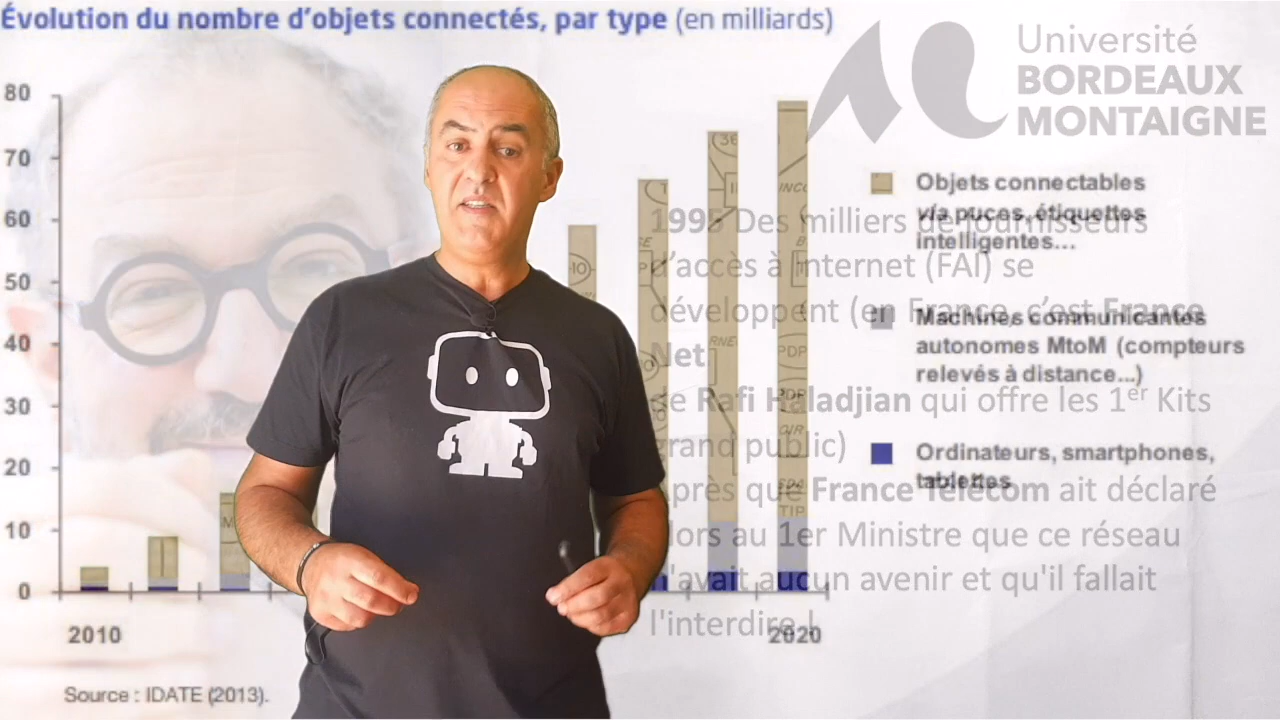 Évolution du nombre d'objets connectés, par type (en milliards)
Université
BORDEAUX
MONTAIGNE
80
70
60
50
40
30
20
10
0
2010
2020
Source : IDATE (2013).
Objets connectables
via puces, étiquettes
intelligentes...
Machines communicantes
autonomes MtoM (compteurs
relevés à distance...)
Ordinateurs, smartphones,
tablettes
1995 Des milliers de fournisseurs
d'accès à Internet (FAI) se
développent (en France, c'est France
Net
de Rafi Haladjian qui offre les 1er Kits
grand public)
après que France Télécom ait déclaré
alors au 1er Ministre que ce réseau
n'avait aucun avenir et qu'il fallait
l'interdire !